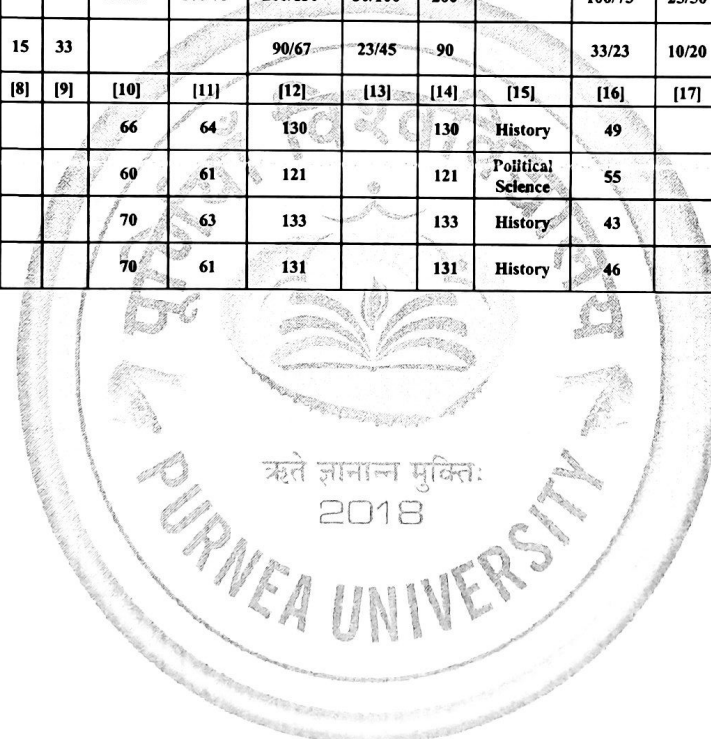 15 33 90/67 23/45 90 33/23 10/20
[8] [9] [10] [11] [12] [13] [14] [15] [16] [17]
66 64 130 130 History 49
60 61 121 121 Political Science 55
70 63 133 133 History 43
70 61 131 131 History 46
ऋते ज्ञानान्न मुक्तिः
2018
PURNEA UNIVERSITY